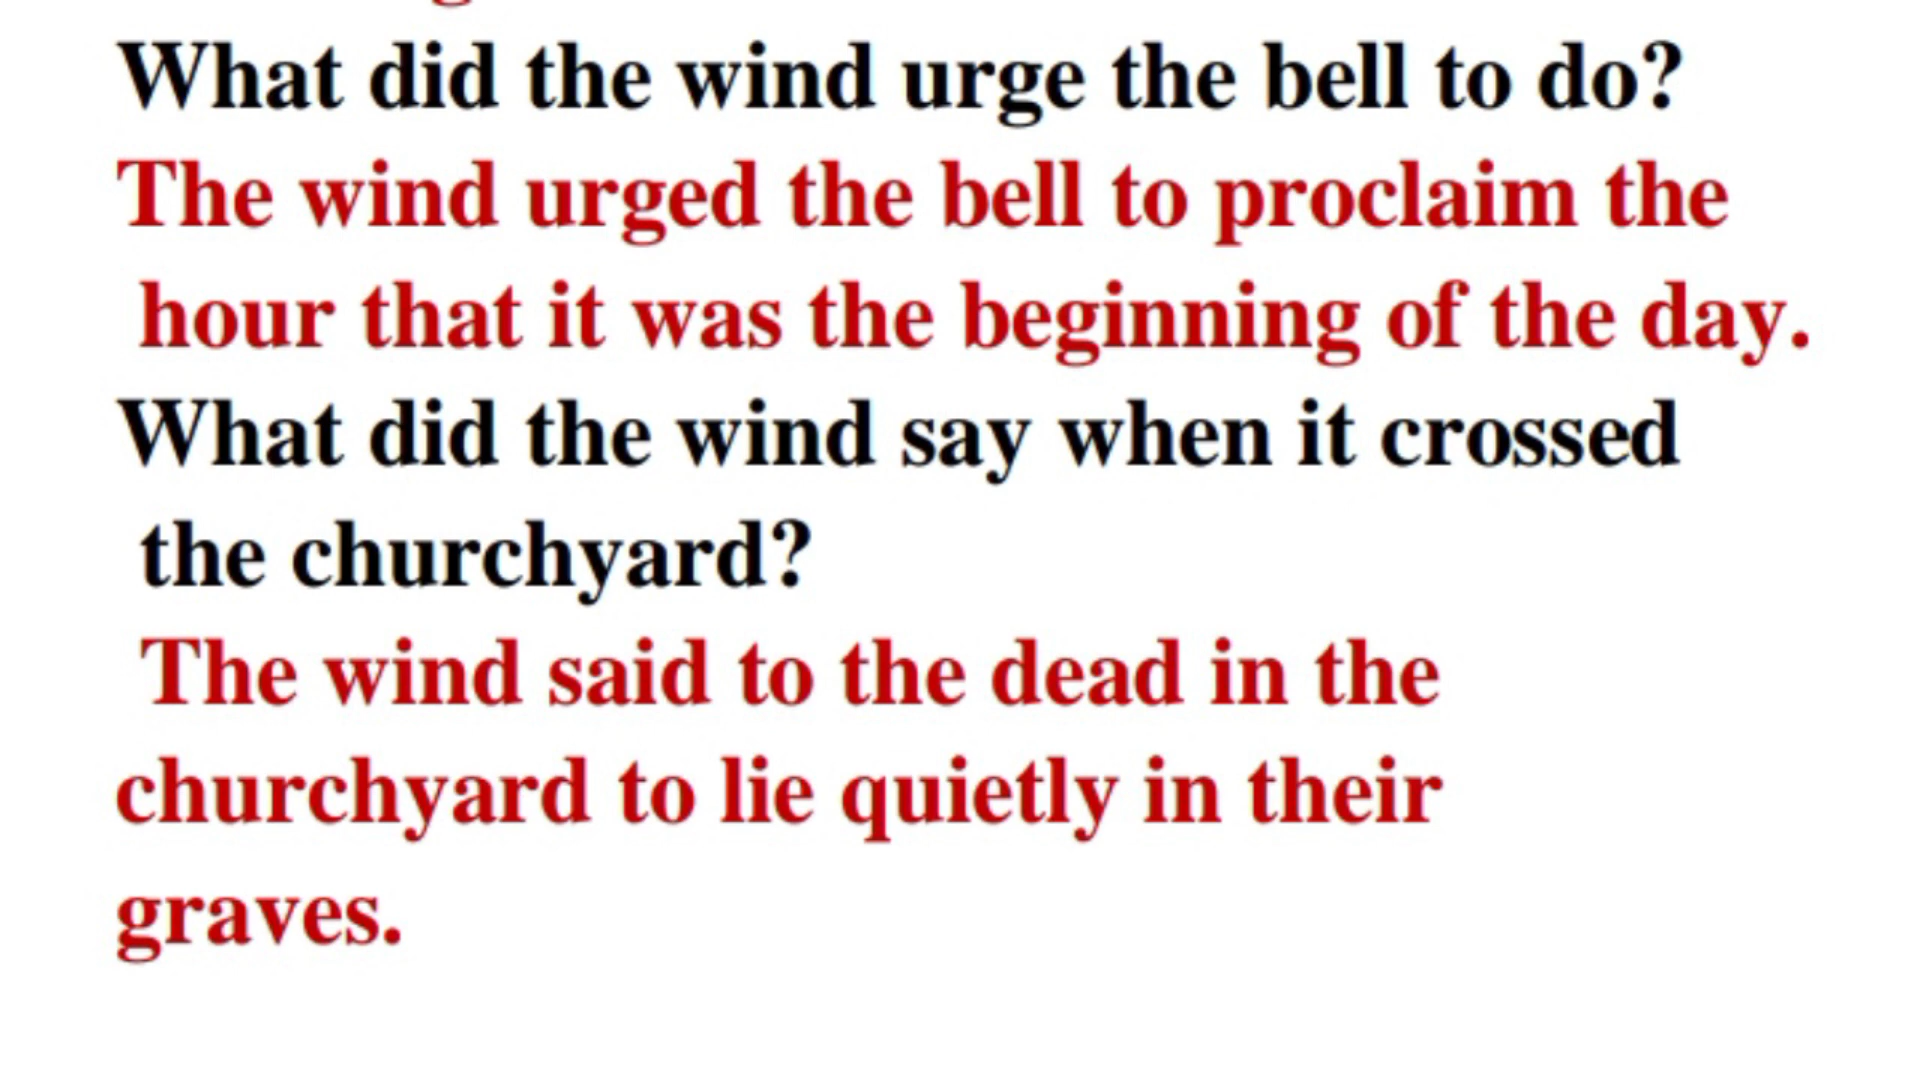 What did the wind urge the bell to do?
The wind urged the bell to proclaim the
hour that it was the beginning of the day.
What did the wind say when it crossed
the churchyard?
The wind said to the dead in the
churchyard to lie quietly in their
graves.